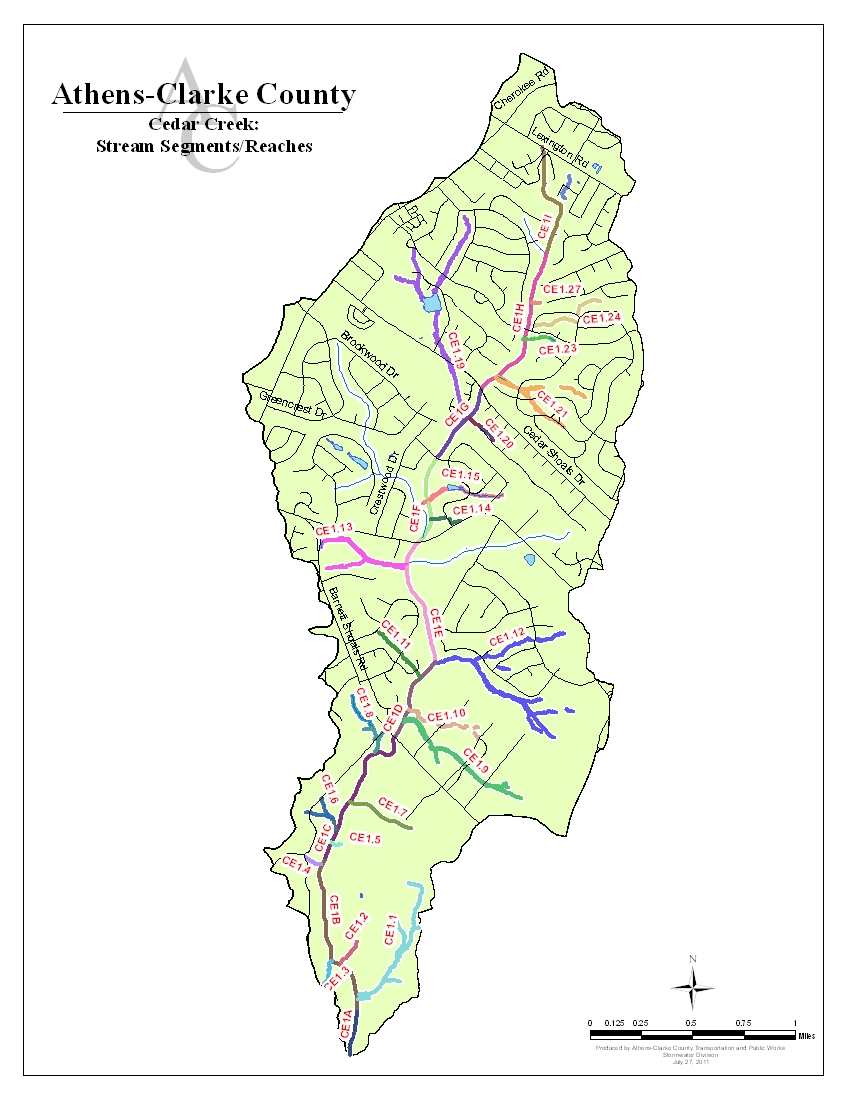 AC
Athens-Clarke County
Cedar Creek:
Stream Segments/Reaches
Cherokee Rd
Lexington Rd
CE1I
CE1.27
CE1H
CE1.24
CE1.23
CE1.19
Brookwood Dr
CE1.21
Greencrest Dr
CE1G
CE1.20
Cedar Shoals Dr
CE1.15
Crestwood Dr
CE1.14
CE1F
CE1.13
Barnett Shoals Rd
CE1E
CE1.11
CE1.12
CE1.8
CE1D
CE1.10
CE1.9
CE1.6
CE1.7
CE1C
CE1.5
CE1.4
CE1B
CE1.2
CE1.1
CE1.3
CE1A
N
0 0.125 0.25 0.5 0.75 1
Miles
Produced by Athens-Clarke County Transportation and Public Works
Stormwater Division
July 27, 2011